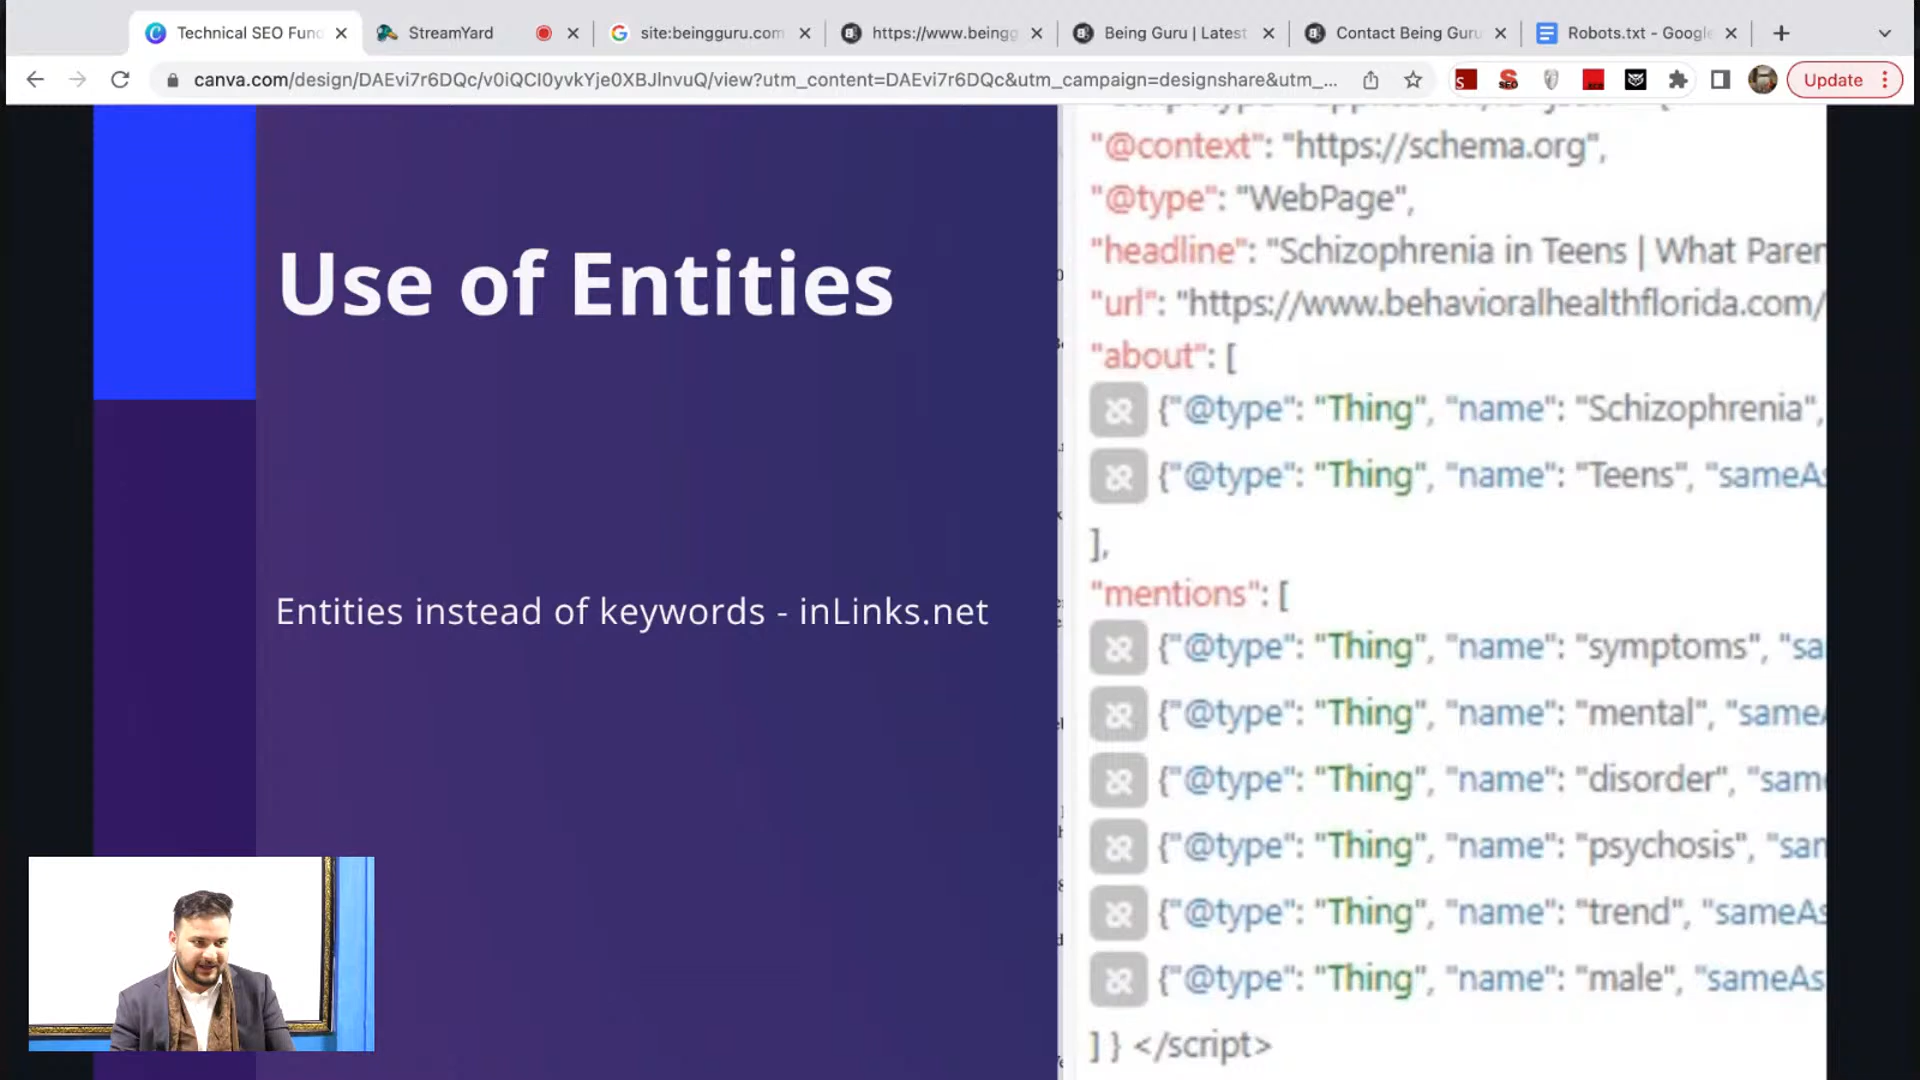 Technical SEO Func
StreamYard
site:beingguru.com
https://www.beingg
Being Guru | Latest
Contact Being Guru
Robots.txt - Google
canva.com/design/DAEvi7r6DQc/v0iQCI0yvkYje0XBJlnvuQ/view?utm_content=DAEvi7r6DQc&utm_campaign=designshare&utm_...
SEO
Update
Use of Entities
Entities instead of keywords - inLinks.net
"@context": "https://schema.org",
"@type": "WebPage",
"headline": "Schizophrenia in Teens | What Paren
"url": "https://www.behavioralhealthflorida.com/
"about": [
{"@type": "Thing", "name": "Schizophrenia",
{"@type": "Thing", "name": "Teens", "sameAs
],
"mentions": [
{"@type": "Thing", "name": "symptoms", "sa
{"@type": "Thing", "name": "mental", "sameA
{"@type": "Thing", "name": "disorder", "sam
{"@type": "Thing", "name": "psychosis", "san
{"@type": "Thing", "name": "trend", "sameAs
{"@type": "Thing", "name": "male", "sameAs
] } </script>